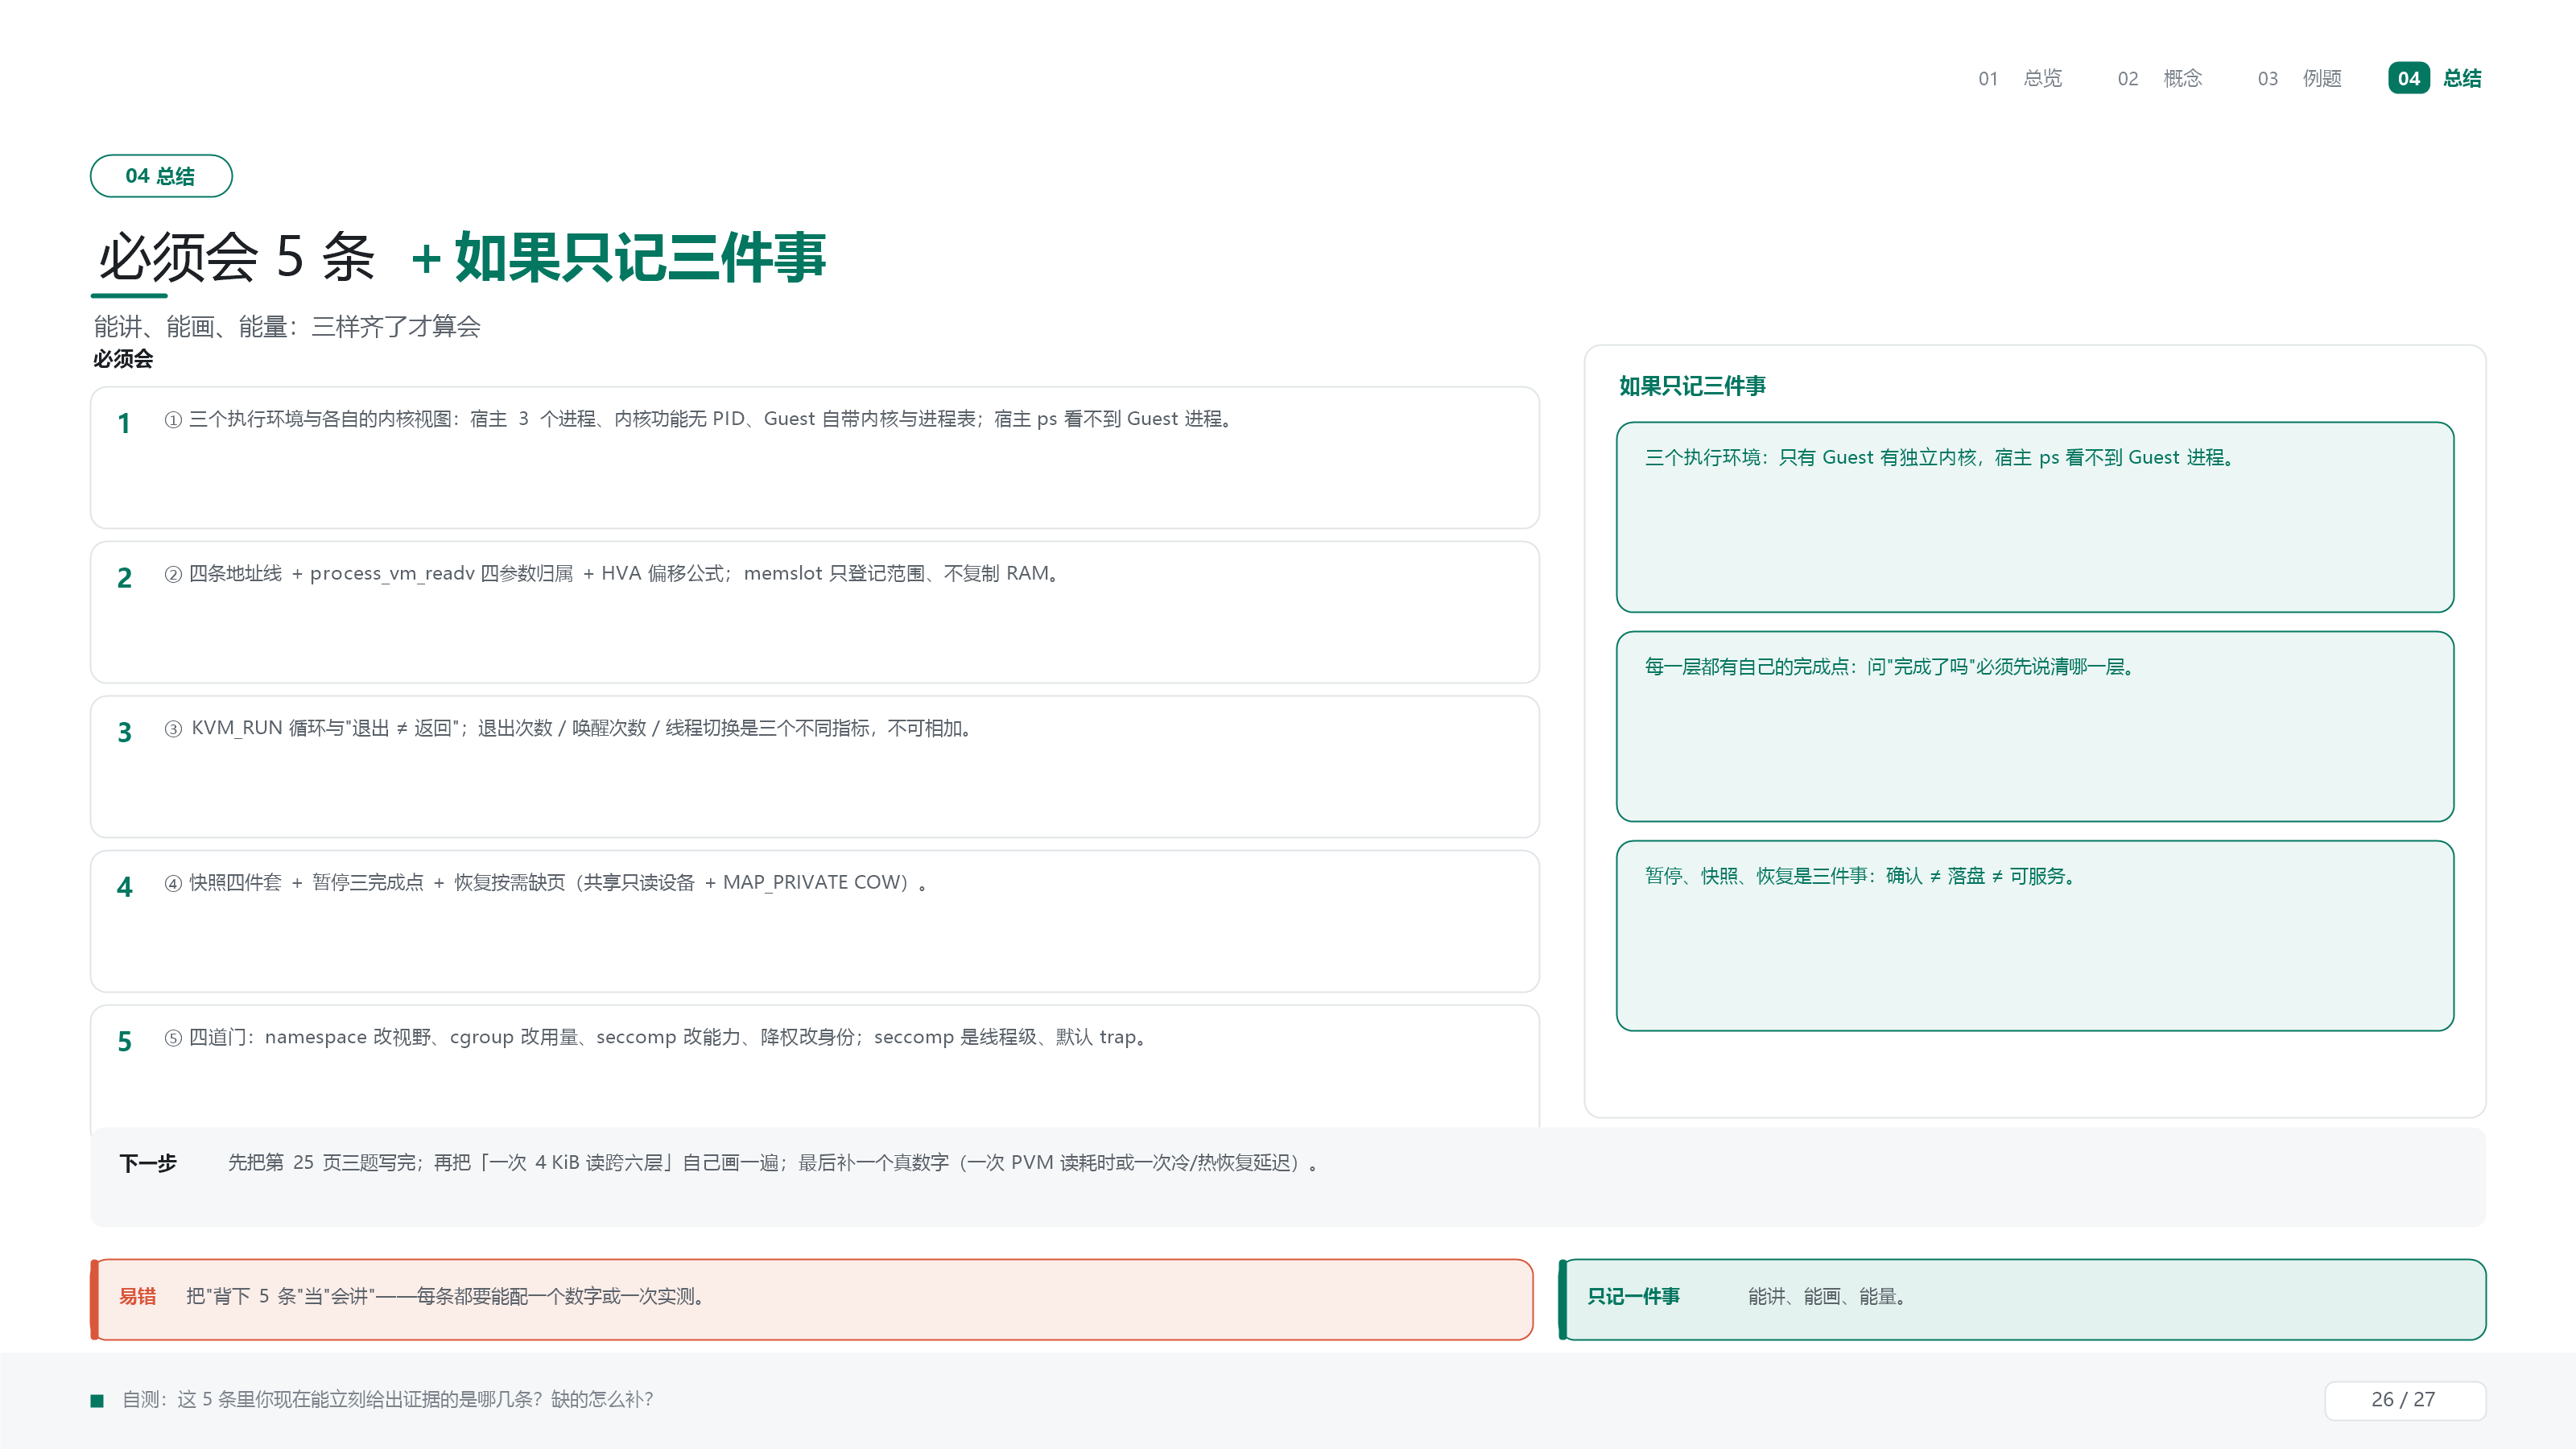 01 总览 02 概念 03 例题 04 总结
04 总结
必须会 5 条 + 如果只记三件事
能讲、能画、能量：三样齐了才算会
必须会
1 ① 三个执行环境与各自的内核视图：宿主 3 个进程、内核功能无 PID、Guest 自带内核与进程表；宿主 ps 看不到 Guest 进程。
2 ② 四条地址线 + process_vm_readv 四参数归属 + HVA 偏移公式；memslot 只登记范围、不复制 RAM。
3 ③ KVM_RUN 循环与"退出 ≠ 返回"；退出次数 / 唤醒次数 / 线程切换是三个不同指标，不可相加。
4 ④ 快照四件套 + 暂停三完成点 + 恢复按需缺页（共享只读设备 + MAP_PRIVATE COW）。
5 ⑤ 四道门：namespace 改视野、cgroup 改用量、seccomp 改能力、降权改身份；seccomp 是线程级、默认 trap。
如果只记三件事
三个执行环境：只有 Guest 有独立内核，宿主 ps 看不到 Guest 进程。
每一层都有自己的完成点：问"完成了吗"必须先说清哪一层。
暂停、快照、恢复是三件事：确认 ≠ 落盘 ≠ 可服务。
下一步 先把第 25 页三题写完；再把「一次 4 KiB 读跨六层」自己画一遍；最后补一个真数字（一次 PVM 读耗时或一次冷/热恢复延迟）。
易错 把"背下 5 条"当"会讲"——每条都要能配一个数字或一次实测。
只记一件事 能讲、能画、能量。
自测：这 5 条里你现在能立刻给出证据的是哪几条？缺的怎么补？
26 / 27